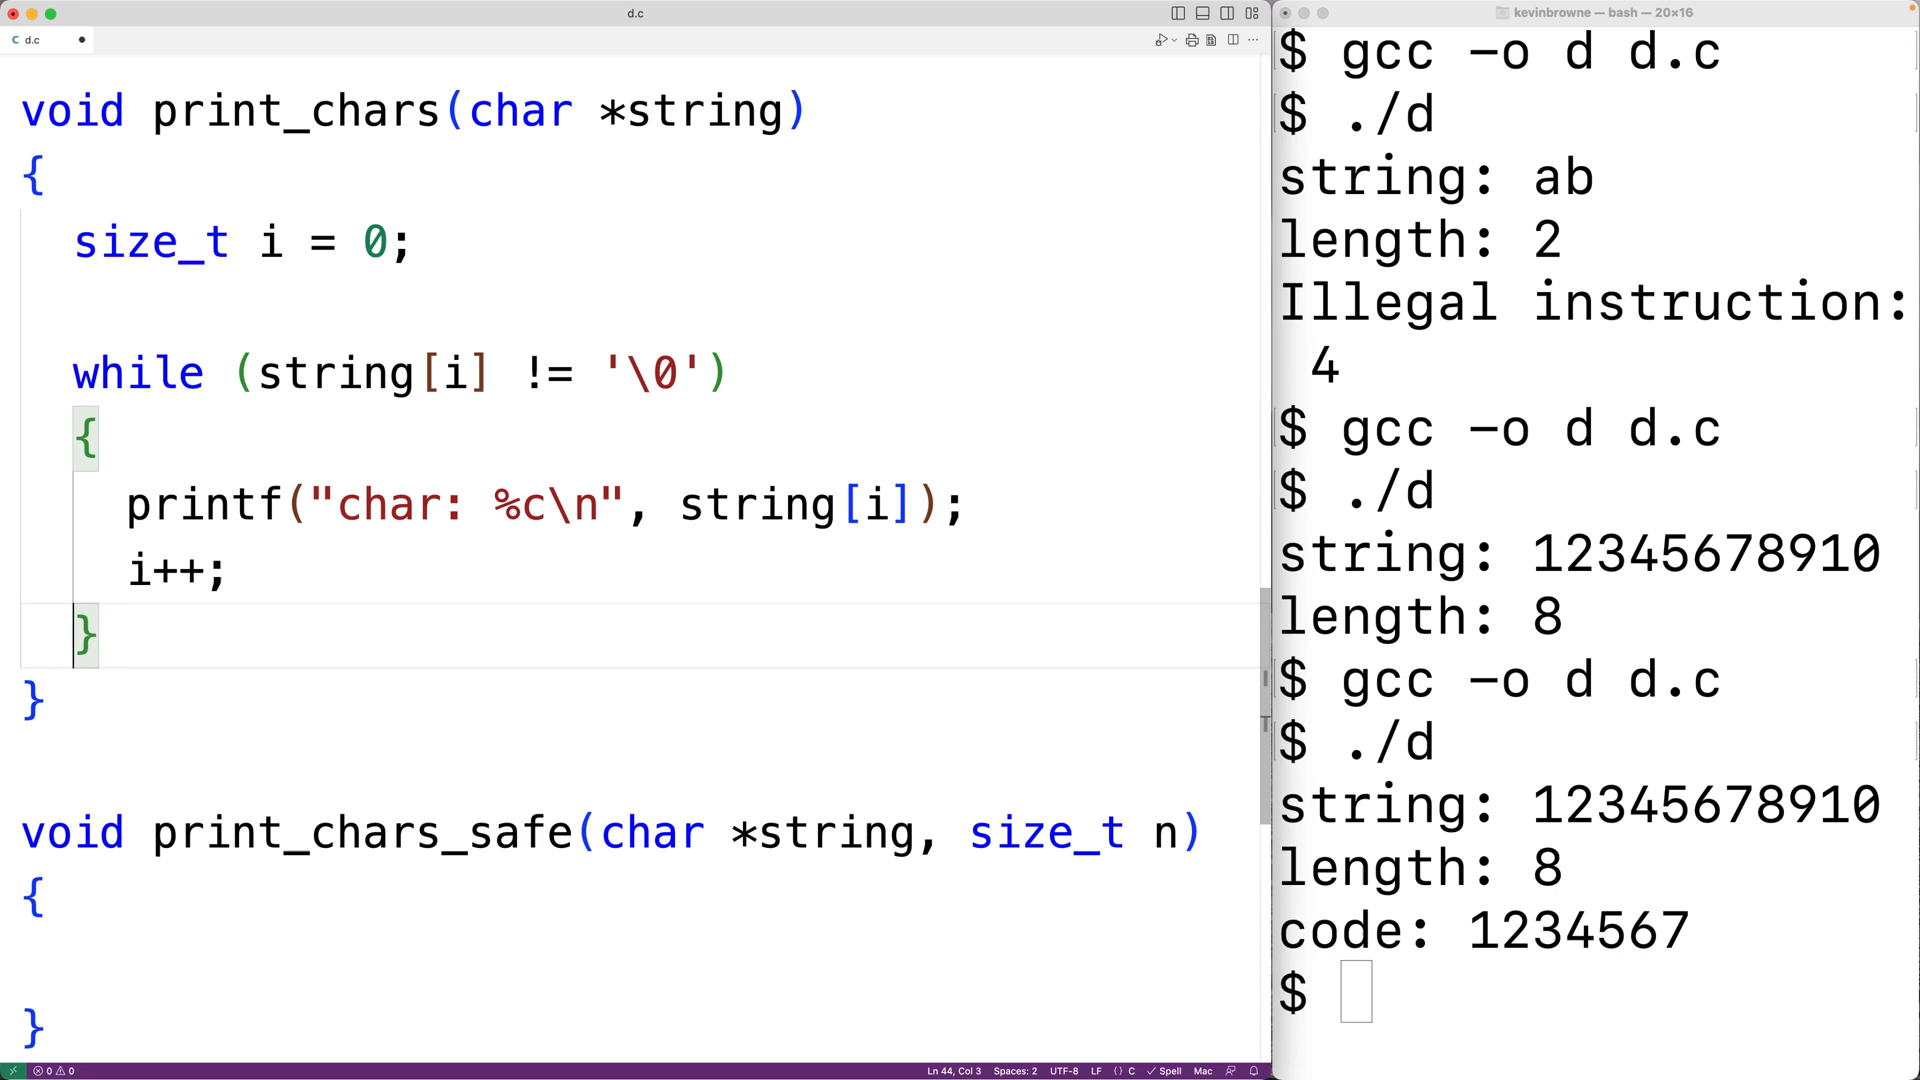 d.c
C d.c
void print_chars(char *string)
{
size_t i = 0;
while (string[i] != '\0')
{
printf("char: %c\n", string[i]);
i++;
}
}
void print_chars_safe(char *string, size_t n)
{
}
Ln 44, Col 3 Spaces: 2 UTF-8 LF {} C Spell Mac
0 0
kevinbrowne — bash — 20×16
$ gcc -o d d.c
$ ./d
string: ab
length: 2
Illegal instruction:
4
$ gcc -o d d.c
$ ./d
string: 12345678910
length: 8
$ gcc -o d d.c
$ ./d
string: 12345678910
length: 8
code: 1234567
$